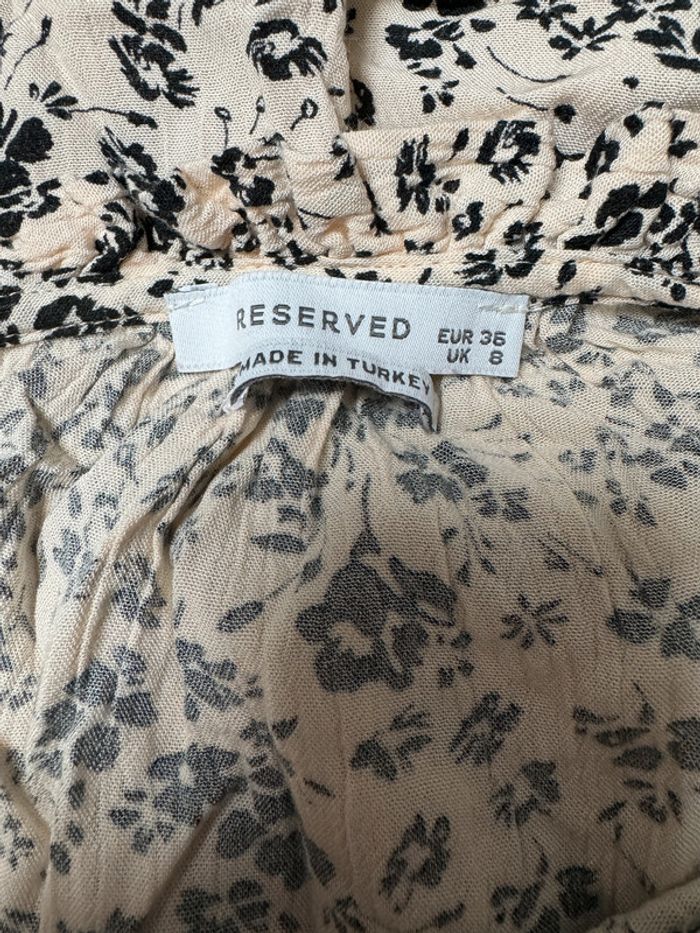 RESERVED
EUR 36
UK 8
MADE IN TURKEY